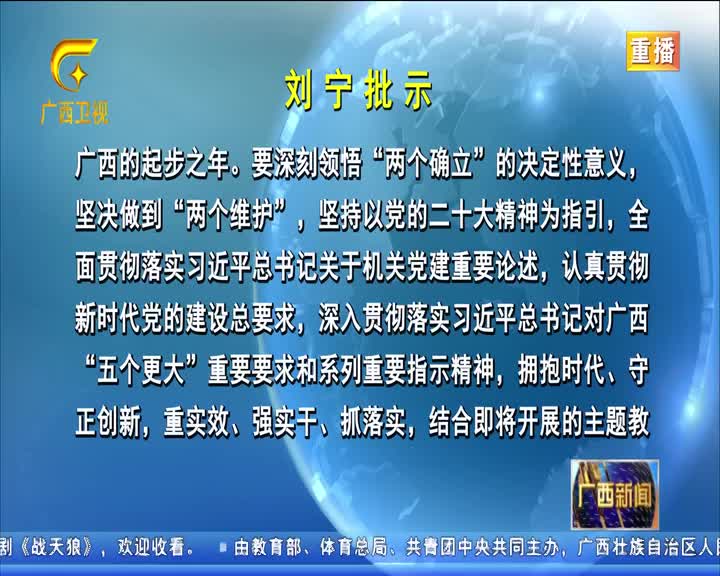 广西卫视
重播
刘宁批示
广西的起步之年。要深刻领悟“两个确立”的决定性意义，
坚决做到“两个维护”，坚持以党的二十大精神为指引，全
面贯彻落实习近平总书记关于机关党建重要论述，认真贯彻
新时代党的建设总要求，深入贯彻落实习近平总书记对广西
“五个更大”重要要求和系列重要指示精神，拥抱时代、守
正创新，重实效、强实干、抓落实，结合即将开展的主题教
广西新闻
剧《战天狼》，欢迎收看。 由教育部、体育总局、共青团中央共同主办，广西壮族自治区人民